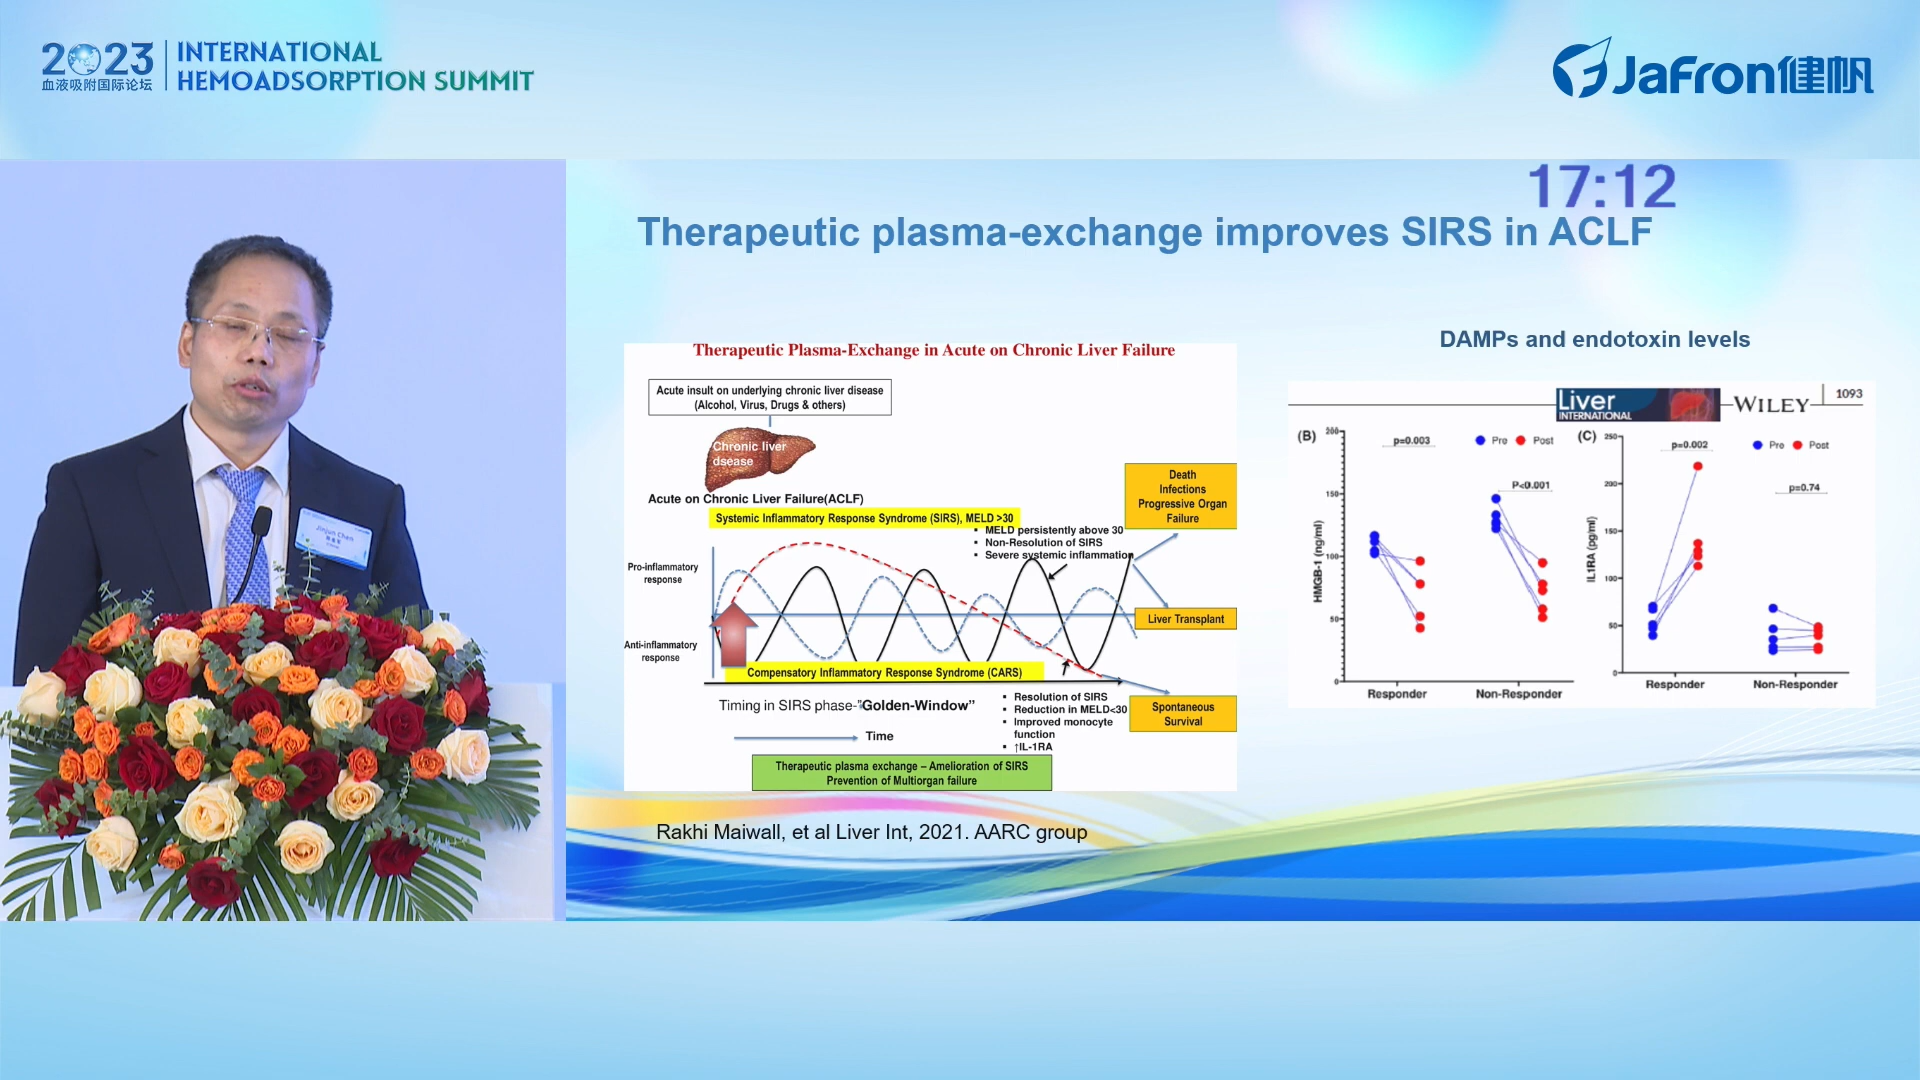 2023
血液吸附国际论坛
INTERNATIONAL
HEMOADSORPTION SUMMIT
JaFron健帆
17:12
Therapeutic plasma-exchange improves SIRS in ACLF
Therapeutic Plasma-Exchange in Acute on Chronic Liver Failure
Acute insult on underlying chronic liver disease
(Alcohol, Virus, Drugs & others)
Chronic liver
dsease
Acute on Chronic Liver Failure(ACLF)
Systemic Inflammatory Response Syndrome (SIRS), MELD >30
▪ MELD persistently above 30
▪ Non-Resolution of SIRS
▪ Severe systemic inflammation
Death
Infections
Progressive Organ
Failure
Pro-inflammatory
response
Liver Transplant
Anti-inflammatory
response
Compensatory Inflammatory Response Syndrome (CARS)
Timing in SIRS phase-"Golden-Window"
▪ Resolution of SIRS
▪ Reduction in MELD<30
▪ Improved monocyte
function
▪ ↑IL-1RA
Spontaneous
Survival
Time
Therapeutic plasma exchange – Amelioration of SIRS
Prevention of Multiorgan failure
Rakhi Maiwall, et al Liver Int, 2021. AARC group
DAMPs and endotoxin levels
Liver
INTERNATIONAL
WILEY
1093
(B)
HMGB-1 (ng/ml)
200
150
100
50
0
p=0.003
Pre Post
P<0.001
Responder
Non-Responder
(C)
IL1RA (pg/ml)
250
200
150
100
50
0
p=0.002
Pre Post
p=0.74
Responder
Non-Responder
Jinjun Chen